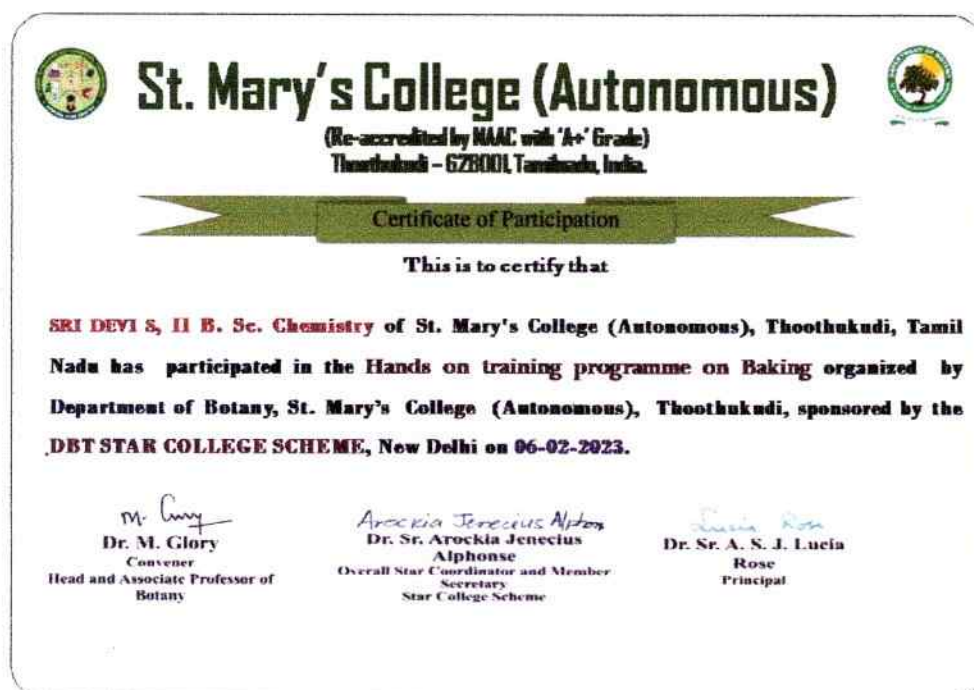 St. Mary's College (Autonomous)
(Re-accredited by NAAC with 'A+' Grade)
Thoothukudi – 628001, Tamilnadu, India.
Certificate of Participation
This is to certify that
SRI DEVI S, II B. Sc. Chemistry of St. Mary's College (Autonomous), Thoothukudi, Tamil
Nadu has participated in the Hands on training programme on Baking organized by
Department of Botany, St. Mary's College (Autonomous), Thoothukudi, sponsored by the
DBT STAR COLLEGE SCHEME, New Delhi on 06-02-2023.
M.
Dr. M. Glory
Convener
Head and Associate Professor of
Botany
Arockia Jenecius
Dr. Sr. Arockia Jenecius
Alphonse
Overall Star Coordinator and Member
Secretary
Star College Scheme
Lucia Rose
Dr. Sr. A. S. J. Lucia
Rose
Principal